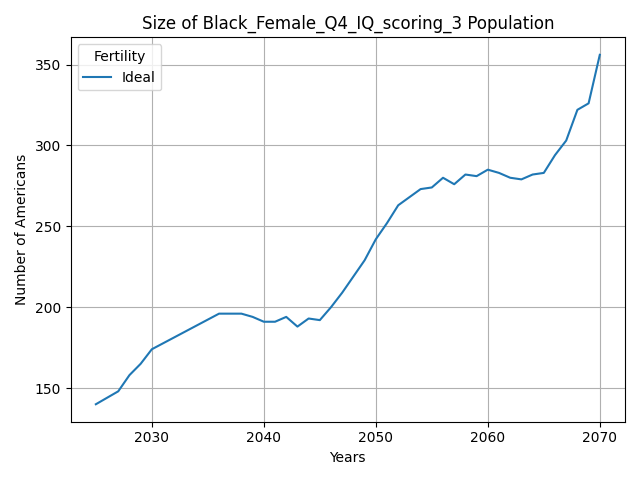 Size of Black_Female_Q4_IQ_scoring_3 Population
Fertility
Ideal
350
300
250
200
150
Number of Americans
2030 2040 2050 2060 2070
Years